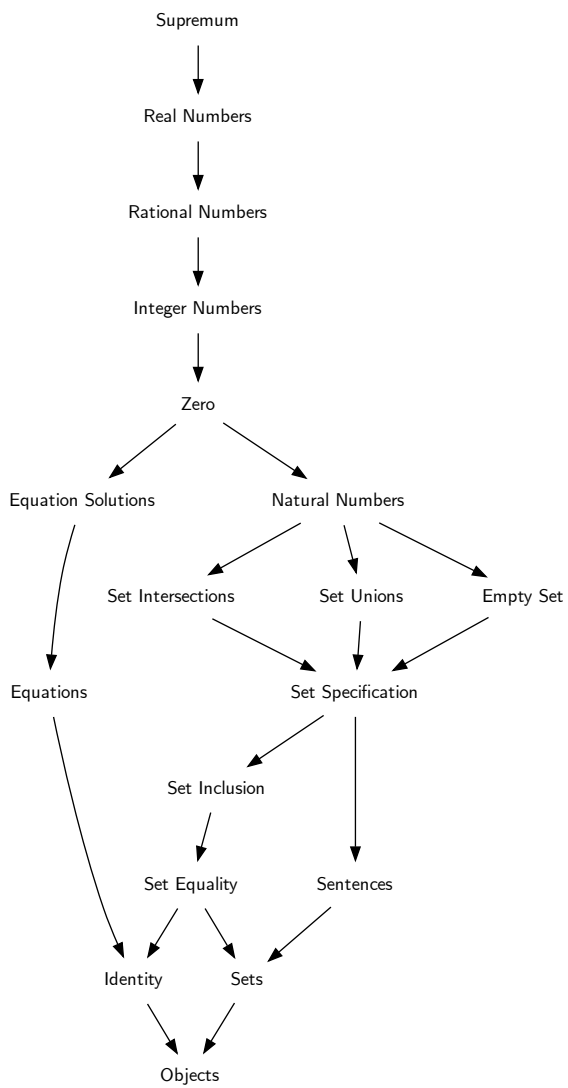 Supremum
Real Numbers
Rational Numbers
Integer Numbers
Zero
Equation Solutions
Natural Numbers
Set Intersections
Set Unions
Empty Set
Equations
Set Specification
Set Inclusion
Set Equality
Sentences
Identity
Sets
Objects